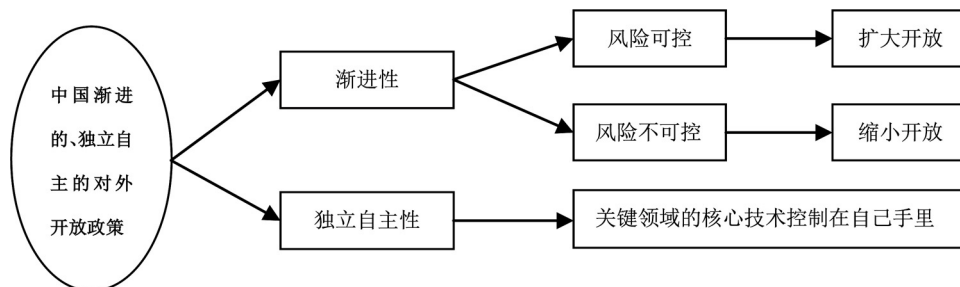 中国渐进
的、独立自
主的对外
开放政策
渐进性
风险可控
扩大开放
风险不可控
缩小开放
独立自主性
关键领域的核心技术控制在自己手里